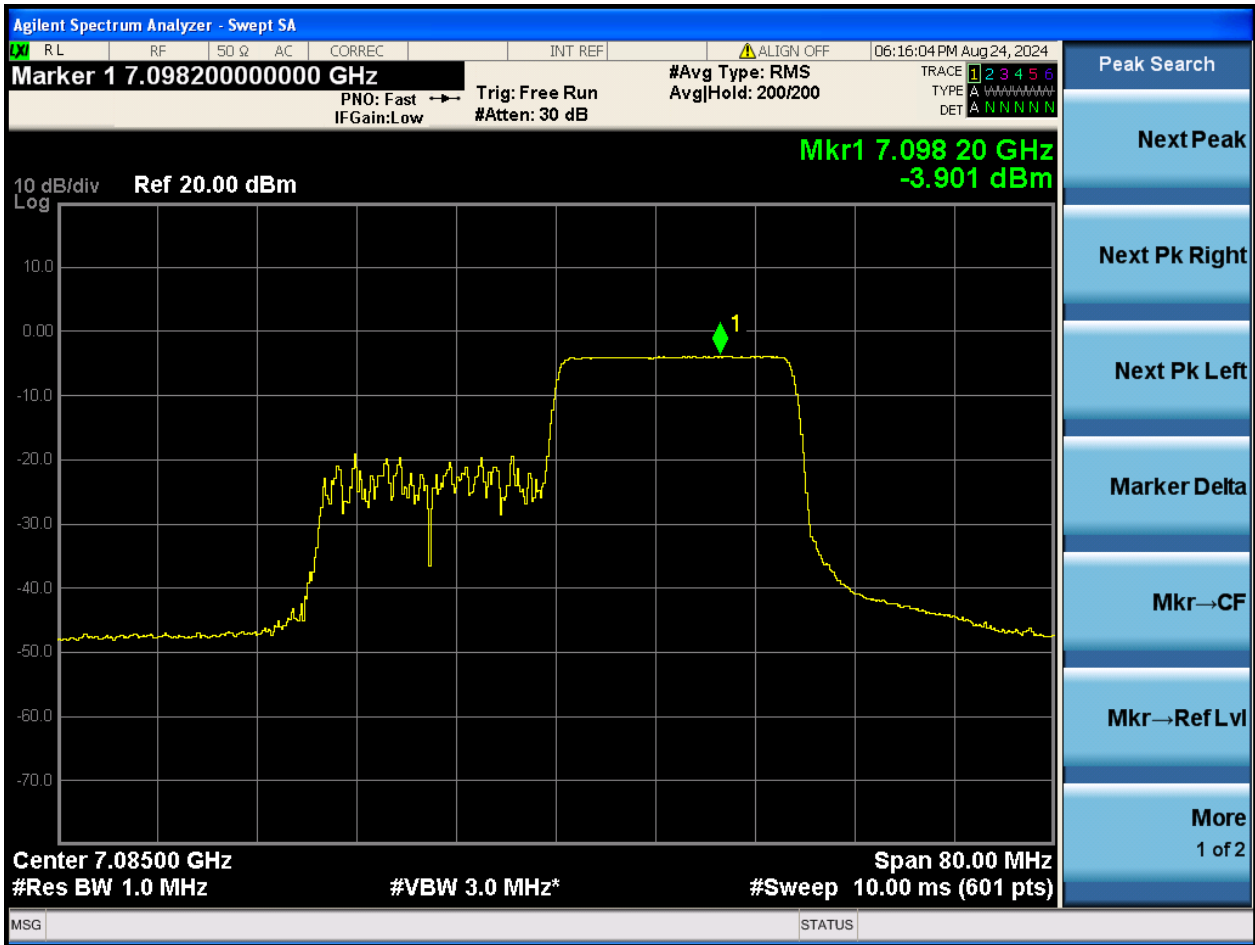 Agilent Spectrum Analyzer - Swept SA
LXI RL RF 50 Ω AC CORREC INT REF ALIGN OFF 06:16:04 PM Aug 24, 2024
Marker 1 7.098200000000 GHz
PNO: Fast
IFGain:Low
Trig: Free Run
#Atten: 30 dB
#Avg Type: RMS
Avg|Hold: 200/200
TRACE 1 2 3 4 5 6
TYPE A WWWWW
DET A N N N N N
Mkr1 7.098 20 GHz
-3.901 dBm
10 dB/div Ref 20.00 dBm
Log
10.0
0.00
-10.0
-20.0
-30.0
-40.0
-50.0
-60.0
-70.0
1
Center 7.08500 GHz Span 80.00 MHz
#Res BW 1.0 MHz #VBW 3.0 MHz* #Sweep 10.00 ms (601 pts)
Peak Search
Next Peak
Next Pk Right
Next Pk Left
Marker Delta
Mkr→CF
Mkr→Ref Lvl
More
1 of 2
MSG STATUS